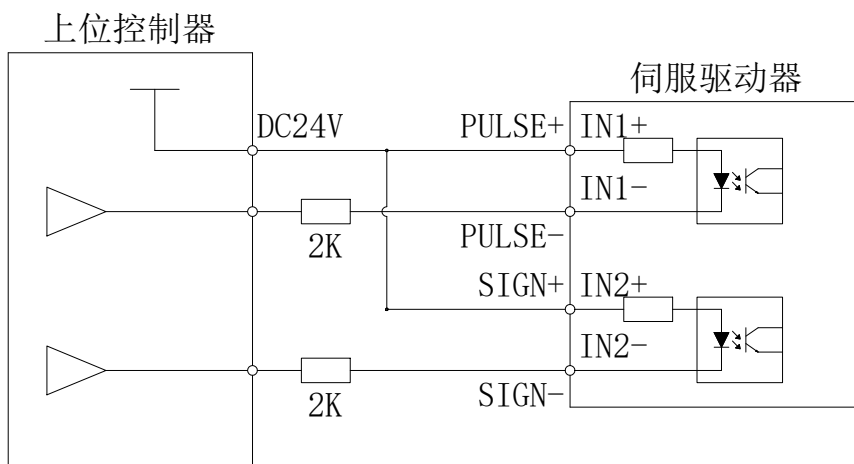 上位控制器
伺服驱动器
DC24V
PULSE+
IN1+
IN1-
2K
PULSE-
SIGN+
IN2+
IN2-
2K
SIGN-